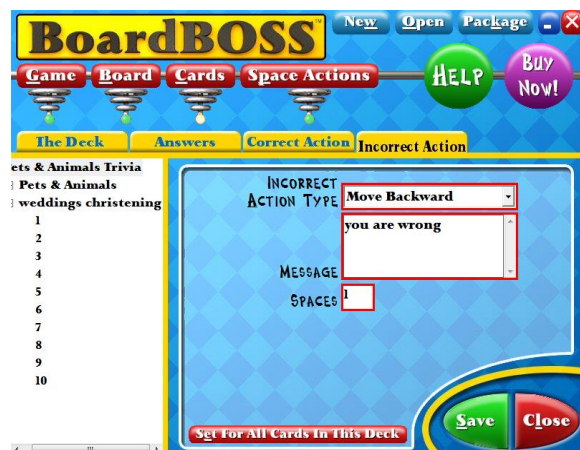 BoardBOSS™
New Open Package
Game Board Cards Space Actions
HELP
Buy
Now!
The Deck Answers Correct Action Incorrect Action
ets & Animals Trivia
Pets & Animals
weddings christening
1
2
3
4
5
6
7
8
9
10
INCORRECT
ACTION TYPE Move Backward
you are wrong
MESSAGE
SPACES 1
Set For All Cards In This Deck
Save Close